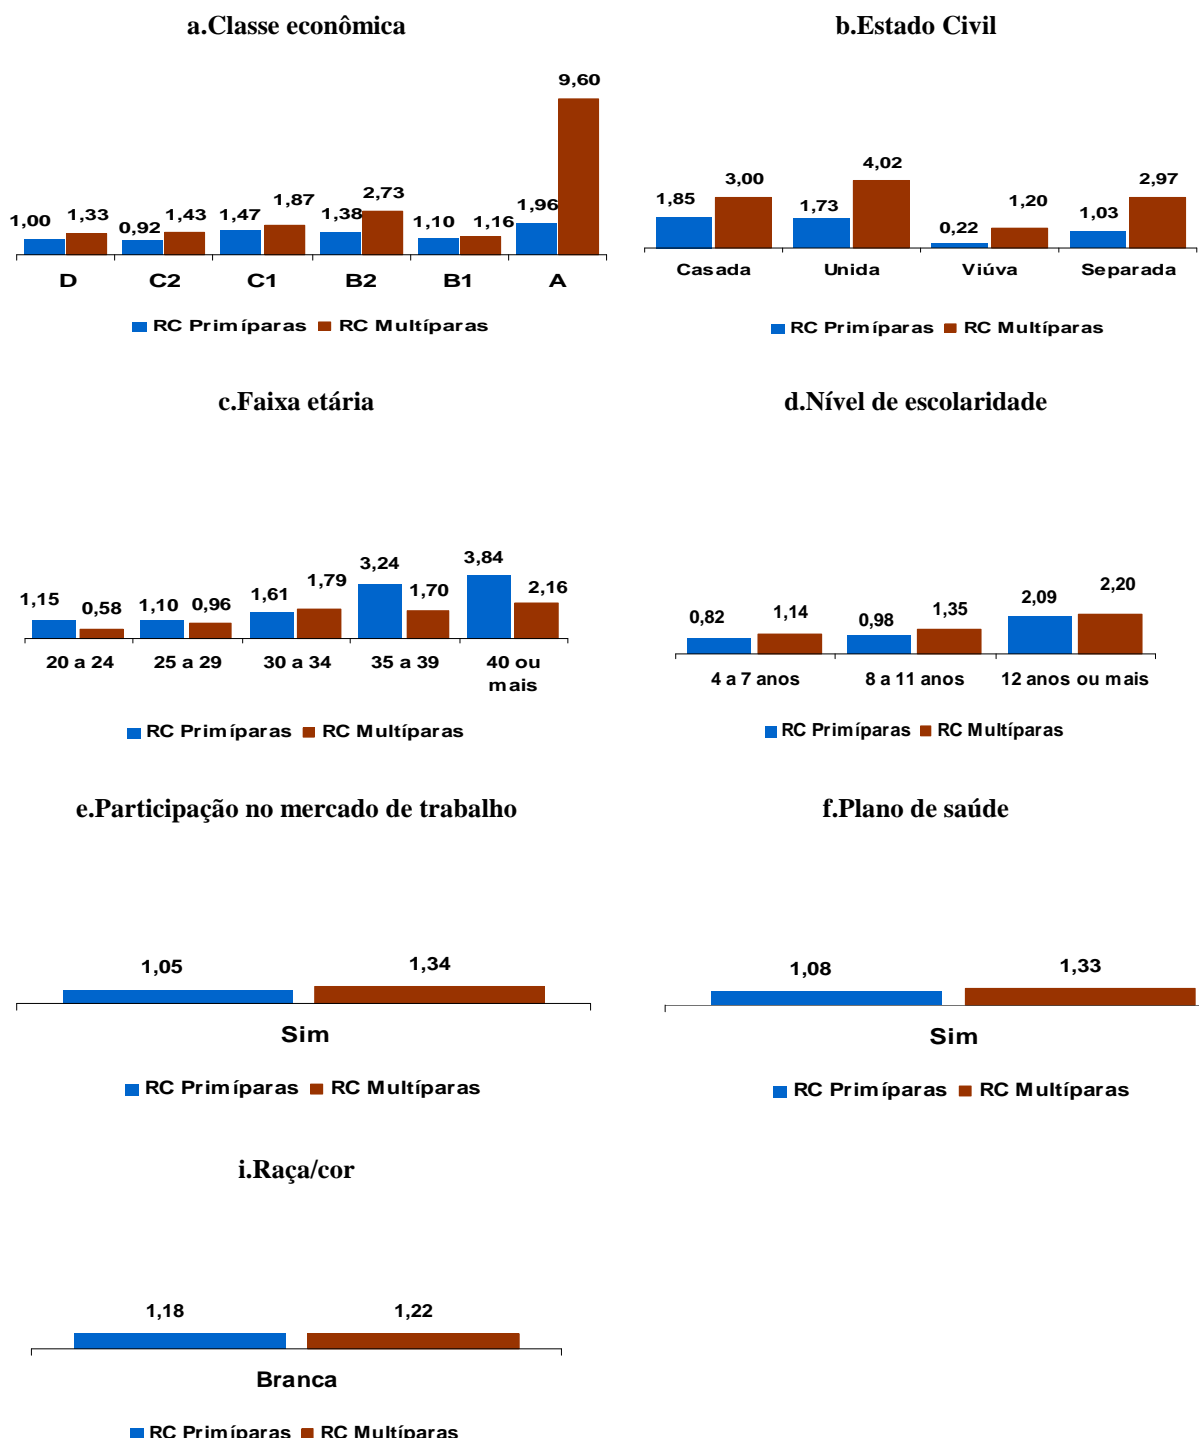 a.Classe econômica
9,60
1,00 1,33 0,92 1,43 1,47 1,87 1,38 2,73 1,10 1,16 1,96
D C2 C1 B2 B1 A
RC Primíparas RC Multíparas
b.Estado Civil
1,85 3,00 1,73 4,02 0,22 1,20 1,03 2,97
Casada Unida Viúva Separada
RC Primíparas RC Multíparas
c.Faixa etária
1,15 0,58 1,10 0,96 1,61 1,79 3,24 1,70 3,84 2,16
20 a 24 25 a 29 30 a 34 35 a 39 40 ou
mais
RC Primíparas RC Multíparas
d.Nível de escolaridade
0,82 1,14 0,98 1,35 2,09 2,20
4 a 7 anos 8 a 11 anos 12 anos ou mais
RC Primíparas RC Multíparas
e.Participação no mercado de trabalho
1,05 1,34
Sim
RC Primíparas RC Multíparas
f.Plano de saúde
1,08 1,33
Sim
RC Primíparas RC Multíparas
i.Raça/cor
1,18 1,22
Branca
RC Primíparas RC Multíparas